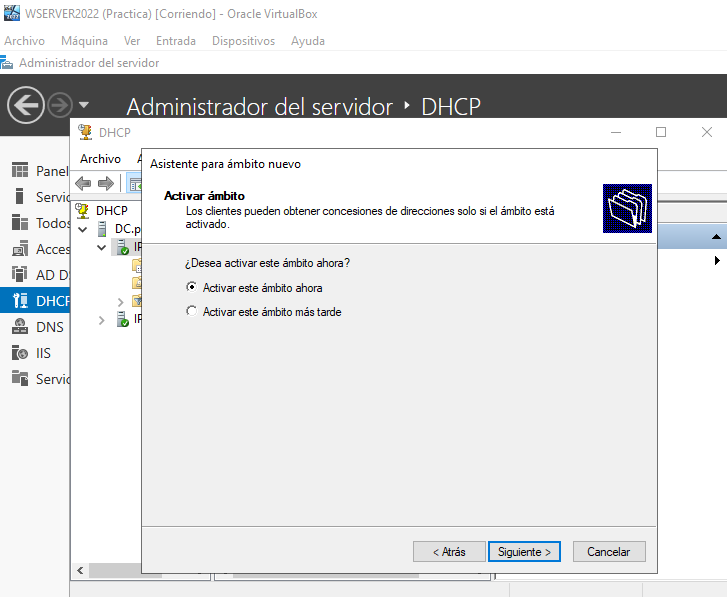 WSERVER2022 (Practica) [Corriendo] - Oracle VirtualBox
Archivo Máquina Ver Entrada Dispositivos Ayuda
Administrador del servidor
Administrador del servidor DHCP
DHCP
Archivo
Asistente para ámbito nuevo
Activar ámbito
Los clientes pueden obtener concesiones de direcciones solo si el ámbito está
activado.
¿Desea activar este ámbito ahora?
Activar este ámbito ahora
Activar este ámbito más tarde
< Atrás Siguiente > Cancelar
Panel
Servic
Todos
Acces
AD D
DHCP
DNS
IIS
Servic
DHCP
DC.p
IP
IP